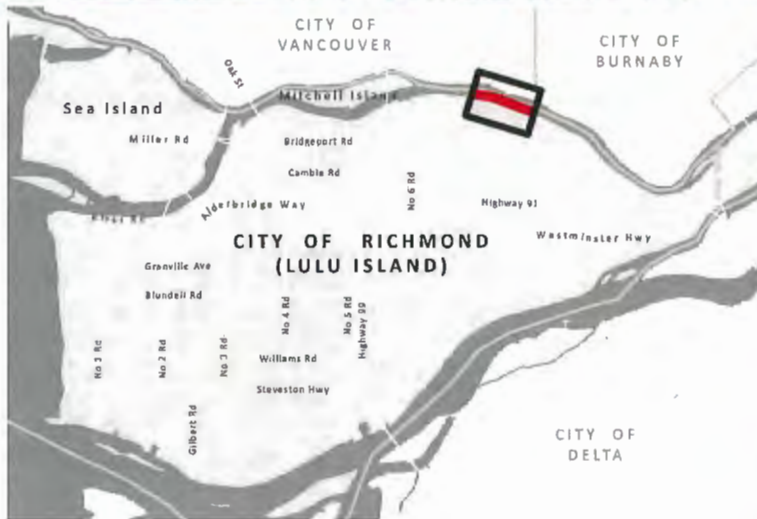 CITY OF
VANCOUVER
CITY OF
BURNABY
Oak St
Sea Island
Mitchell Island
Miller Rd
Bridgeport Rd
Cambie Rd
No 6 Rd
Highway 91
Alderbridge Way
Westminster Hwy
CITY OF RICHMOND
(LULU ISLAND)
Granville Ave
Blundell Rd
No 1 Rd
No 2 Rd
No 3 Rd
No 4 Rd
No 5 Rd
Highway 99
Williams Rd
Steveston Hwy
Gilbert Rd
CITY OF
DELTA